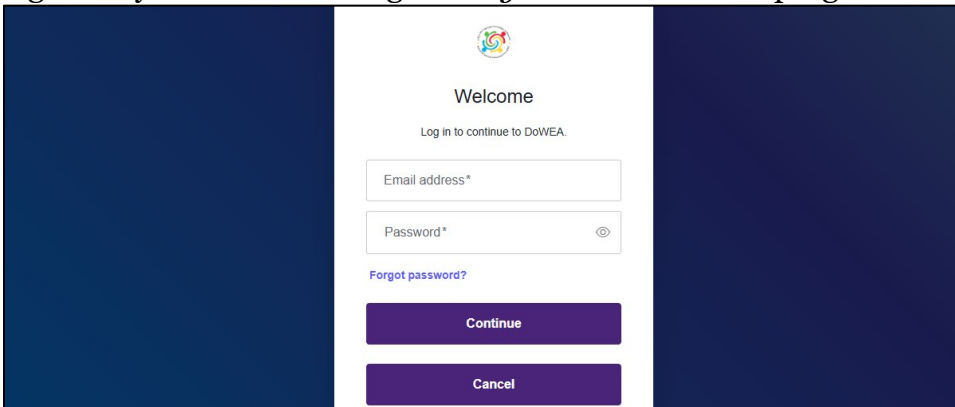 Welcome
Log in to continue to DoWEA.
Email address*
Password*
Forgot password?
Continue
Cancel